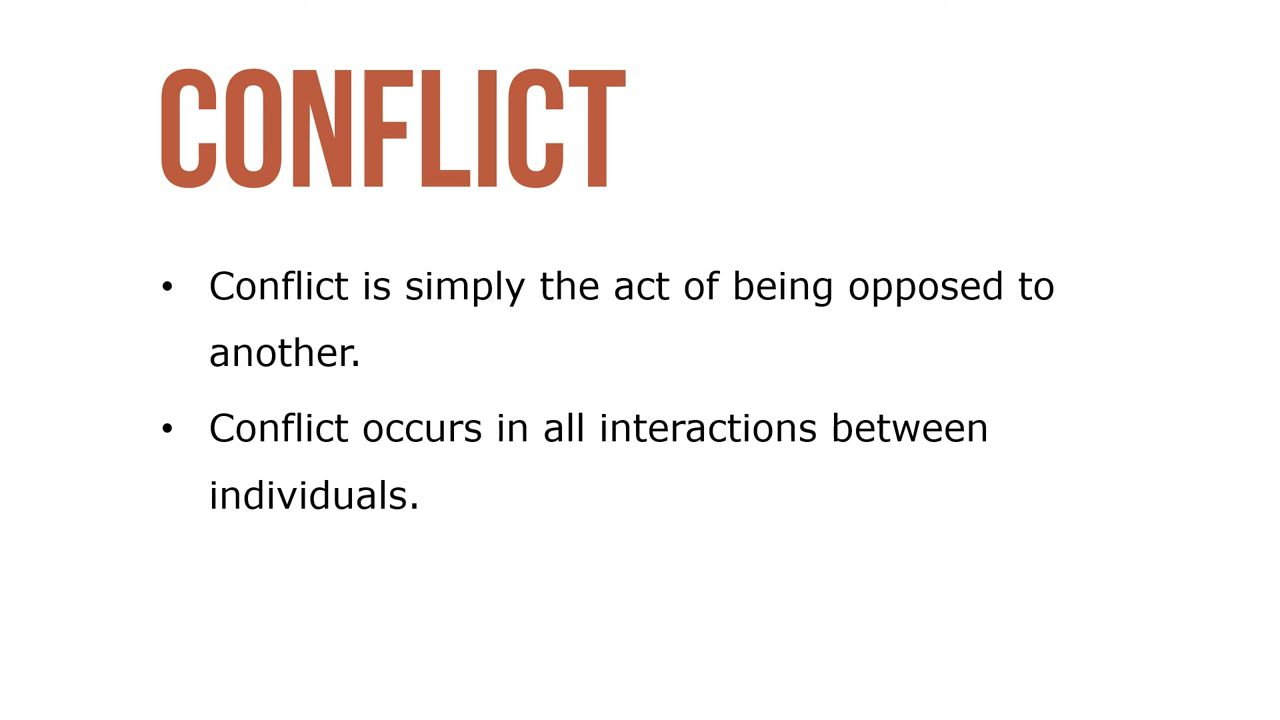 CONFLICT
• Conflict is simply the act of being opposed to
another.
• Conflict occurs in all interactions between
individuals.